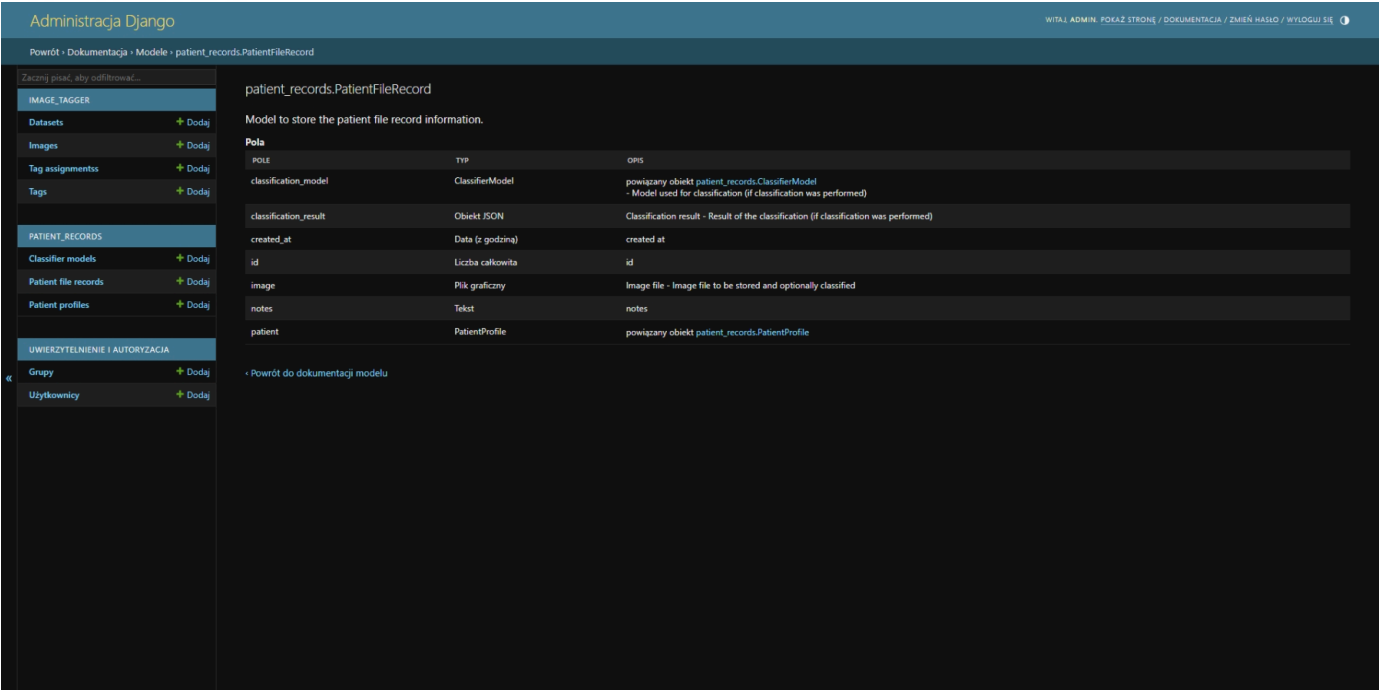 Administracja Django
WITAJ, ADMIN. POKAŻ STRONĘ / DOKUMENTACJA / ZMIEŃ HASŁO / WYLOGUJ SIĘ
Powrót › Dokumentacja › Modele › patient_records.PatientFileRecord
Zacznij pisać, aby odfiltrować...
IMAGE_TAGGER
Datasets + Dodaj
Images + Dodaj
Tag assignmentss + Dodaj
Tags + Dodaj
PATIENT_RECORDS
Classifier models + Dodaj
Patient file records + Dodaj
Patient profiles + Dodaj
UWIERZYTELNIENIE I AUTORYZACJA
Grupy + Dodaj
Użytkownicy + Dodaj
«
patient_records.PatientFileRecord
Model to store the patient file record information.
Pola
POLE TYP OPIS
classification_model ClassifierModel powiązany obiekt patient_records.ClassifierModel
- Model used for classification (if classification was performed)
classification_result Obiekt JSON Classification result - Result of the classification (if classification was performed)
created_at Data (z godziną) created at
id Liczba całkowita id
image Plik graficzny Image file - Image file to be stored and optionally classified
notes Tekst notes
patient PatientProfile powiązany obiekt patient_records.PatientProfile
‹ Powrót do dokumentacji modelu